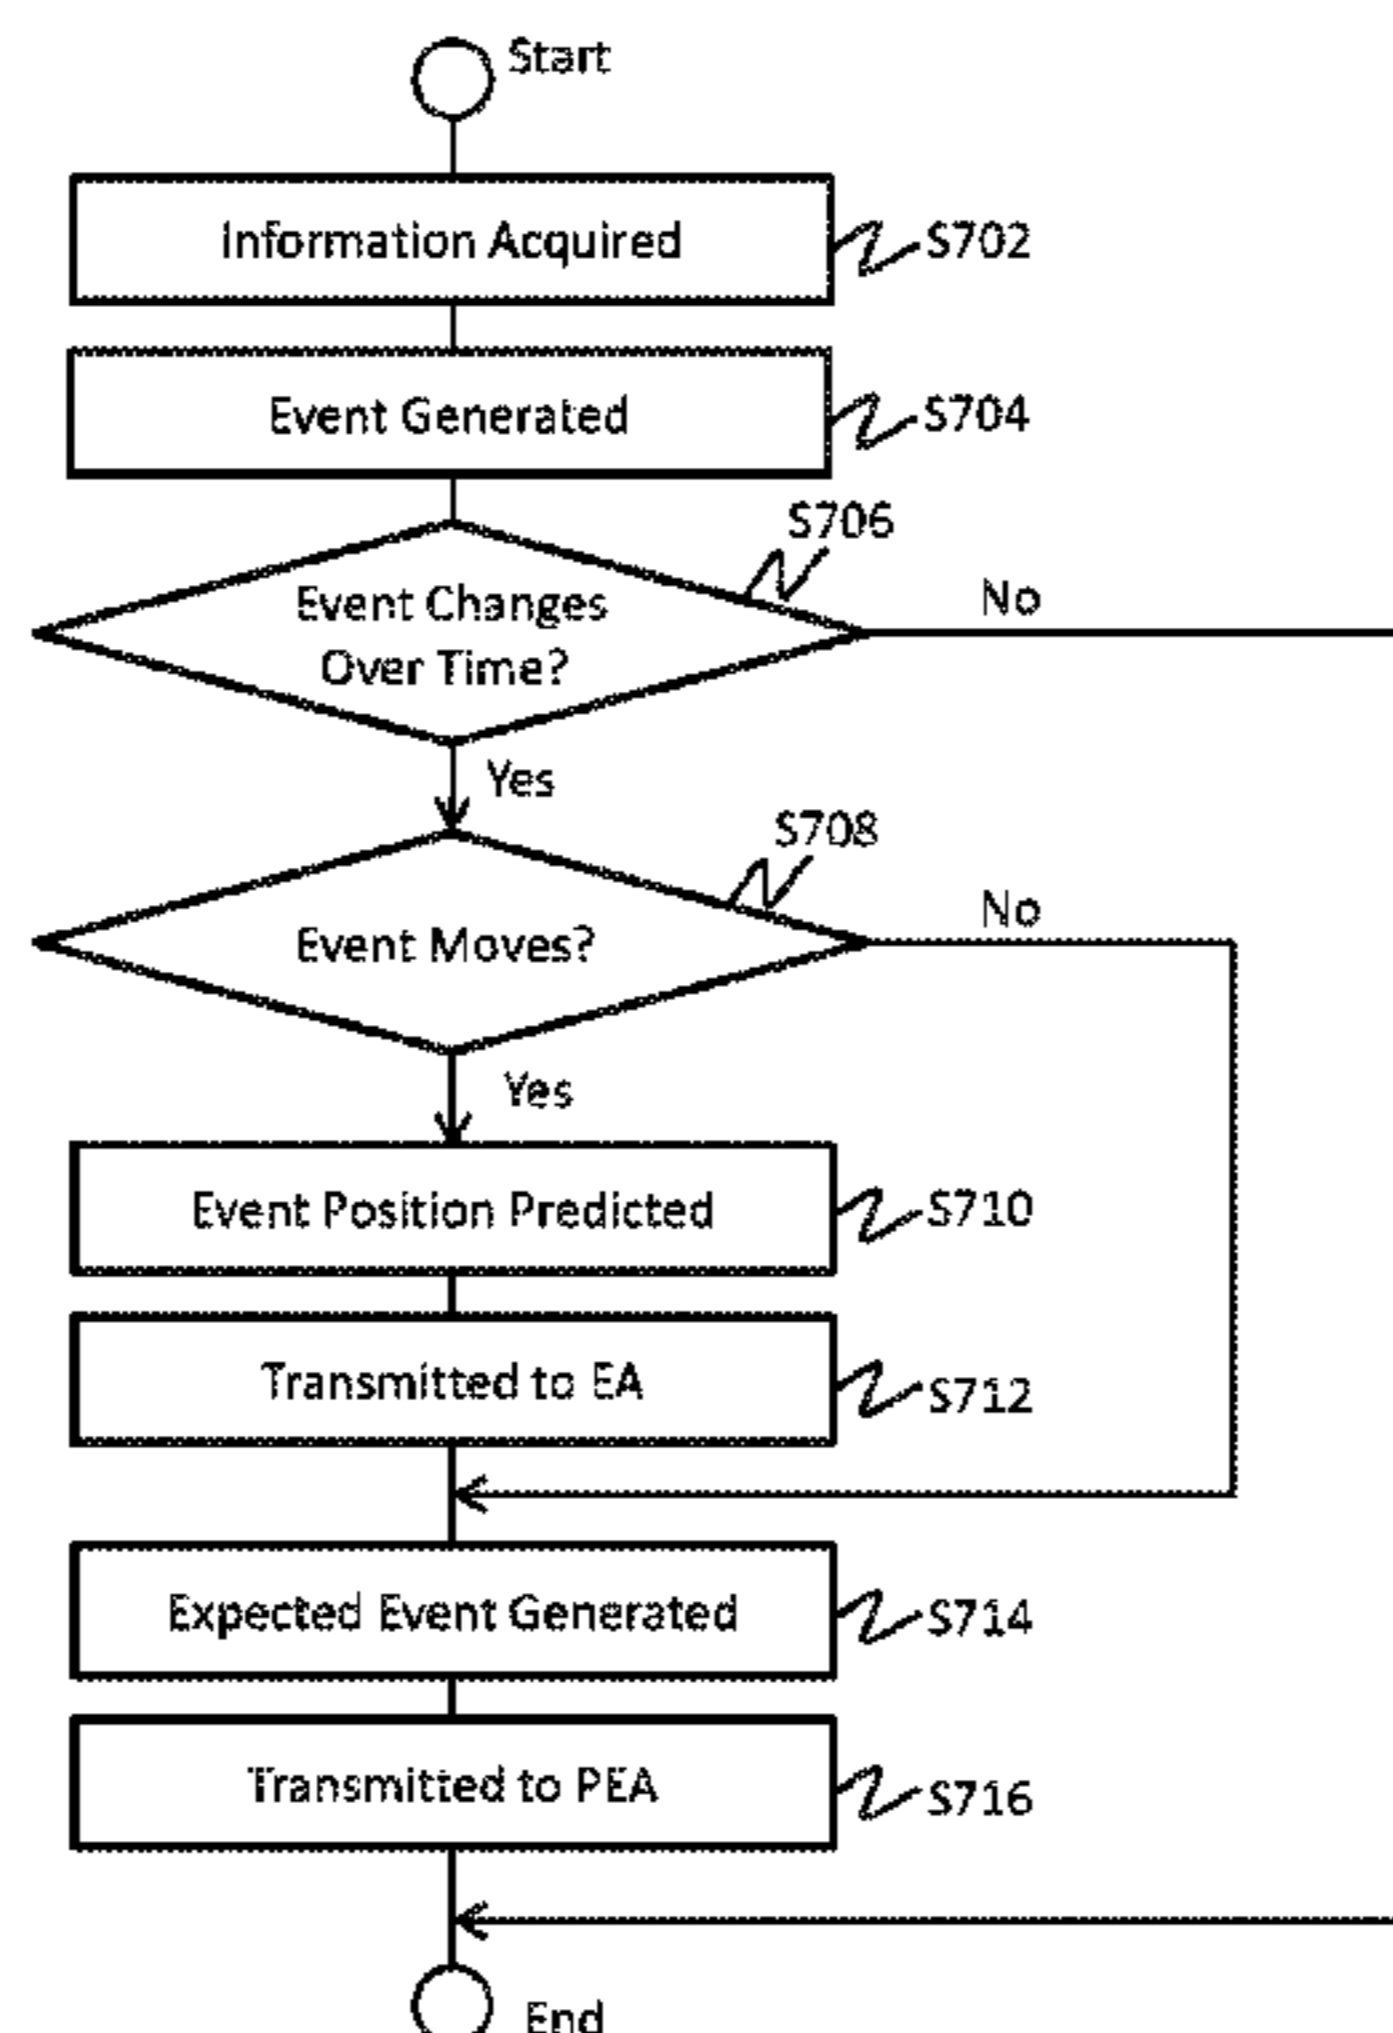 Start
Information Acquired
S702
Event Generated
S704
S706
Event Changes
Over Time?
No
Yes
S708
Event Moves?
No
Yes
Event Position Predicted
S710
Transmitted to EA
S712
Expected Event Generated
S714
Transmitted to PEA
S716
End